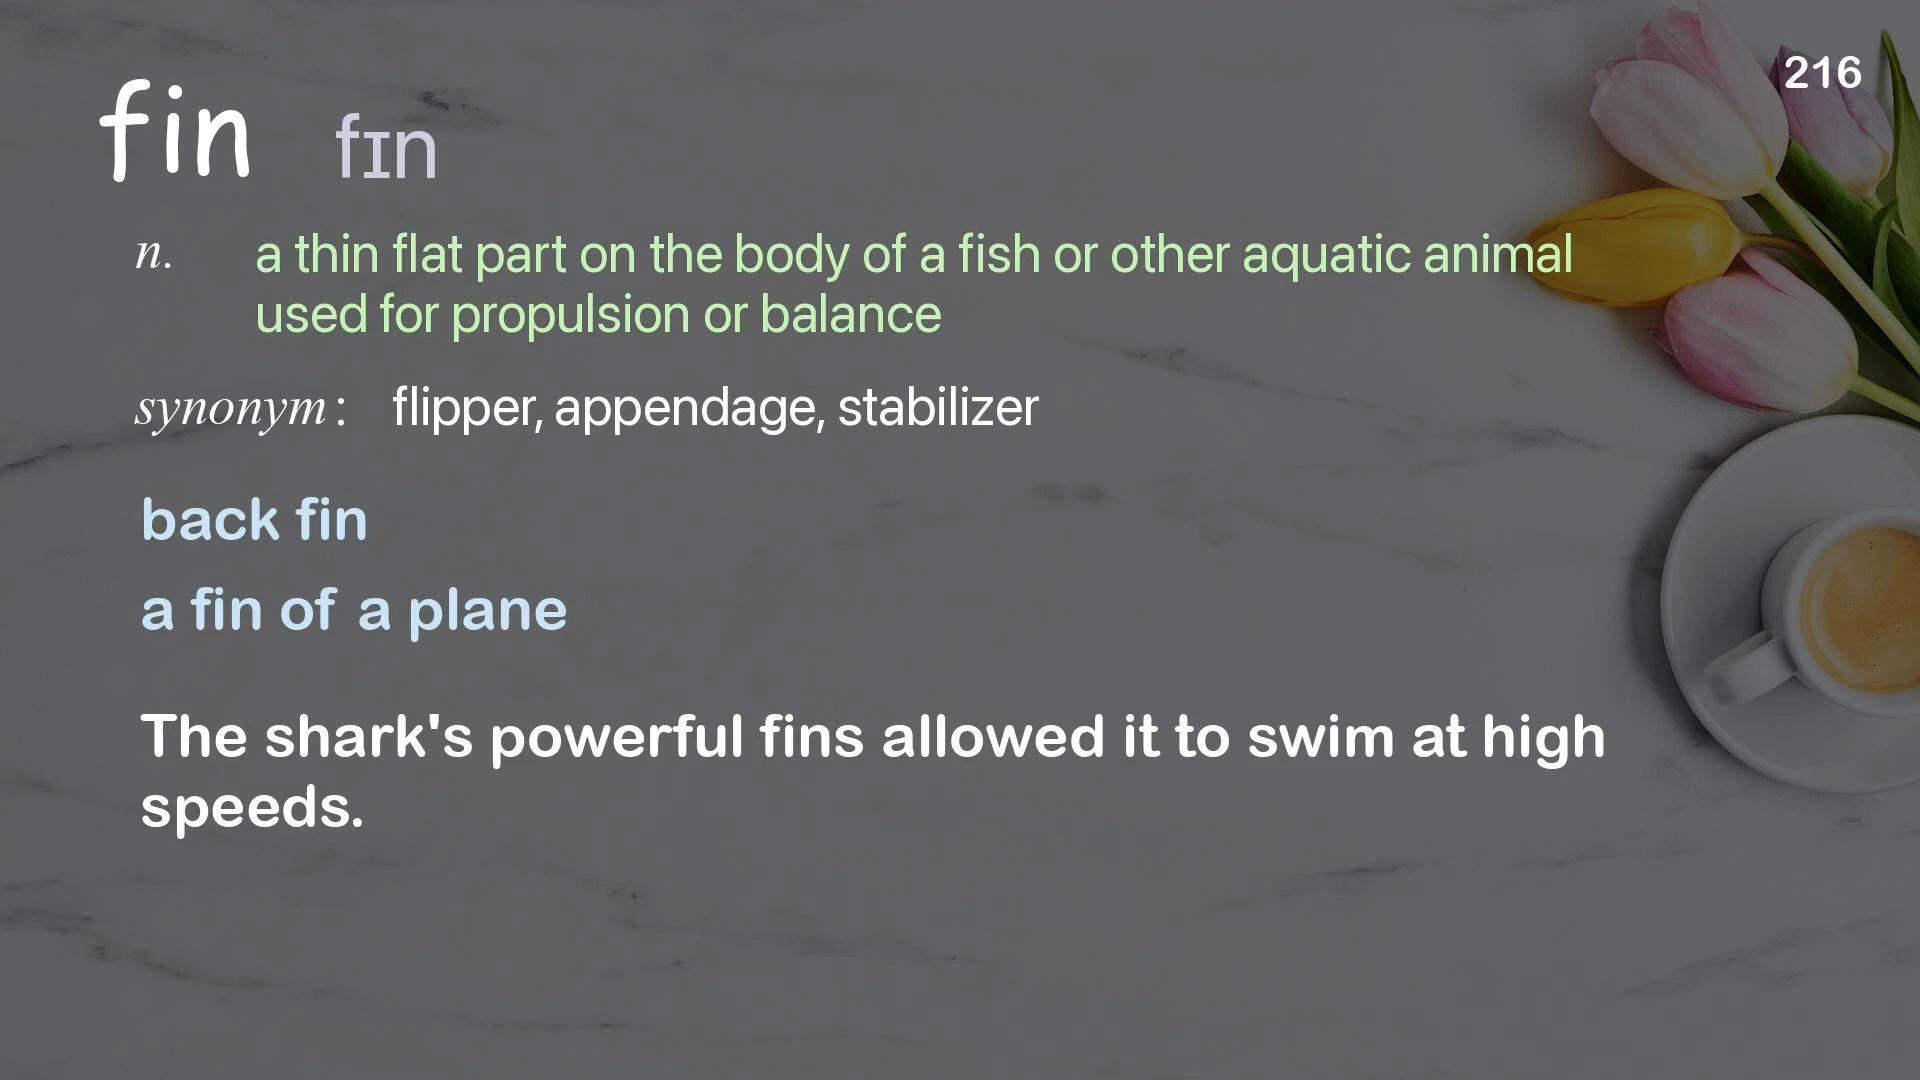 216
fin fɪn
n. a thin flat part on the body of a fish or other aquatic animal
used for propulsion or balance
synonym: flipper, appendage, stabilizer
back fin
a fin of a plane
The shark's powerful fins allowed it to swim at high
speeds.